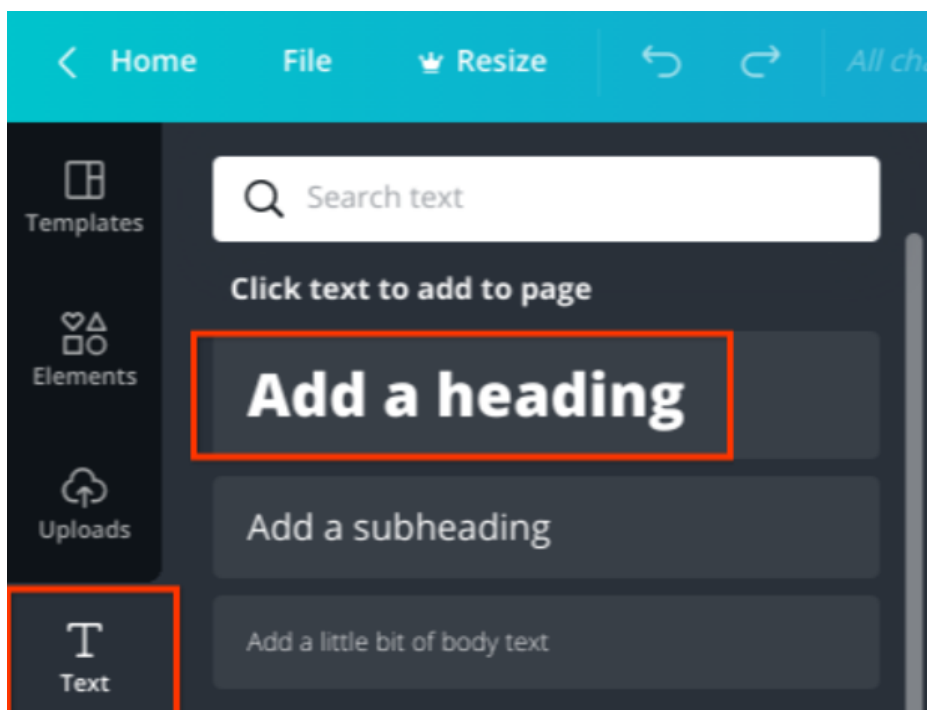 Home File Resize All cha
Templates
Search text
Click text to add to page
Elements
Add a heading
Uploads
Add a subheading
Text
Add a little bit of body text